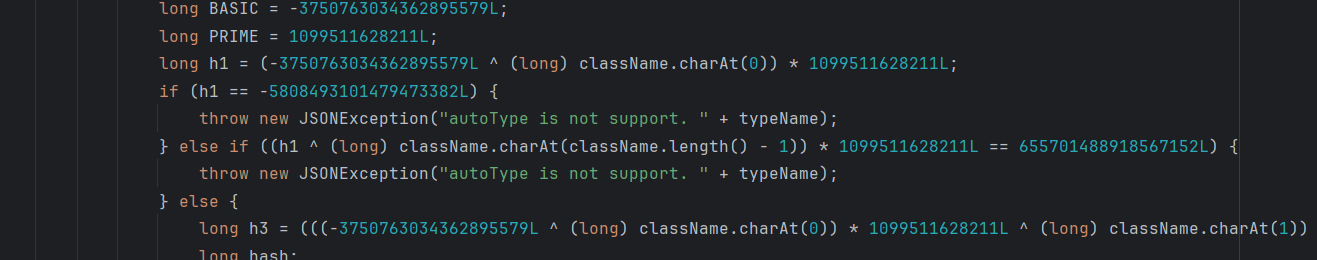 long BASIC = -3750763034362895579L;
long PRIME = 1099511628211L;
long h1 = (-3750763034362895579L ^ (long) className.charAt(0)) * 1099511628211L;
if (h1 == -5808493101479473382L) {
throw new JSONException("autoType is not support. " + typeName);
} else if ((h1 ^ (long) className.charAt(className.length() - 1)) * 1099511628211L == 655701488918567152L) {
throw new JSONException("autoType is not support. " + typeName);
} else {
long h3 = (((-3750763034362895579L ^ (long) className.charAt(0)) * 1099511628211L ^ (long) className.charAt(1))
long hash;